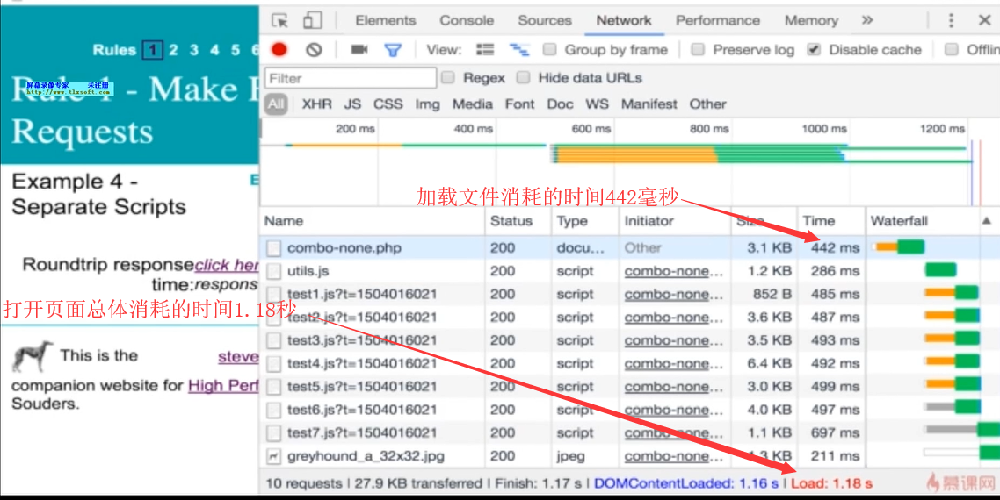 Elements Console Sources Network Performance Memory »
Rules 1 2 3 4 5 6
View: Group by frame Preserve log Disable cache Offlin
Filter Regex Hide data URLs
屏幕录像专家 未注册
http://www.tlxsoft.com
Rule 1 - Make F
Requests
All XHR JS CSS Img Media Font Doc WS Manifest Other
200 ms 400 ms 600 ms 800 ms 1000 ms 1200 ms
Example 4 -
Separate Scripts
E
加载文件消耗的时间442毫秒
Name Status Type Initiator Size Time Waterfall
combo-none.php 200 docu... Other 3.1 KB 442 ms
utils.js 200 script combo-none... 1.2 KB 286 ms
test1.js?t=1504016021 200 script combo-none... 852 B 485 ms
test2.js?t=1504016021 200 script combo-none... 3.6 KB 487 ms
test3.js?t=1504016021 200 script combo-none... 3.5 KB 493 ms
test4.js?t=1504016021 200 script combo-none... 6.4 KB 492 ms
test5.js?t=1504016021 200 script combo-none... 3.0 KB 499 ms
test6.js?t=1504016021 200 script combo-none... 4.0 KB 497 ms
test7.js?t=1504016021 200 script combo-none... 1.1 KB 697 ms
greyhound_a_32x32.jpg 200 jpeg combo-none... 1.3 KB 211 ms
Roundtrip response click her
time: respons
打开页面总体消耗的时间1.18秒
This is the steve
companion website for High Perf
Souders.
10 requests | 27.9 KB transferred | Finish: 1.17 s | DOMContentLoaded: 1.16 s | Load: 1.18 s
慕课网